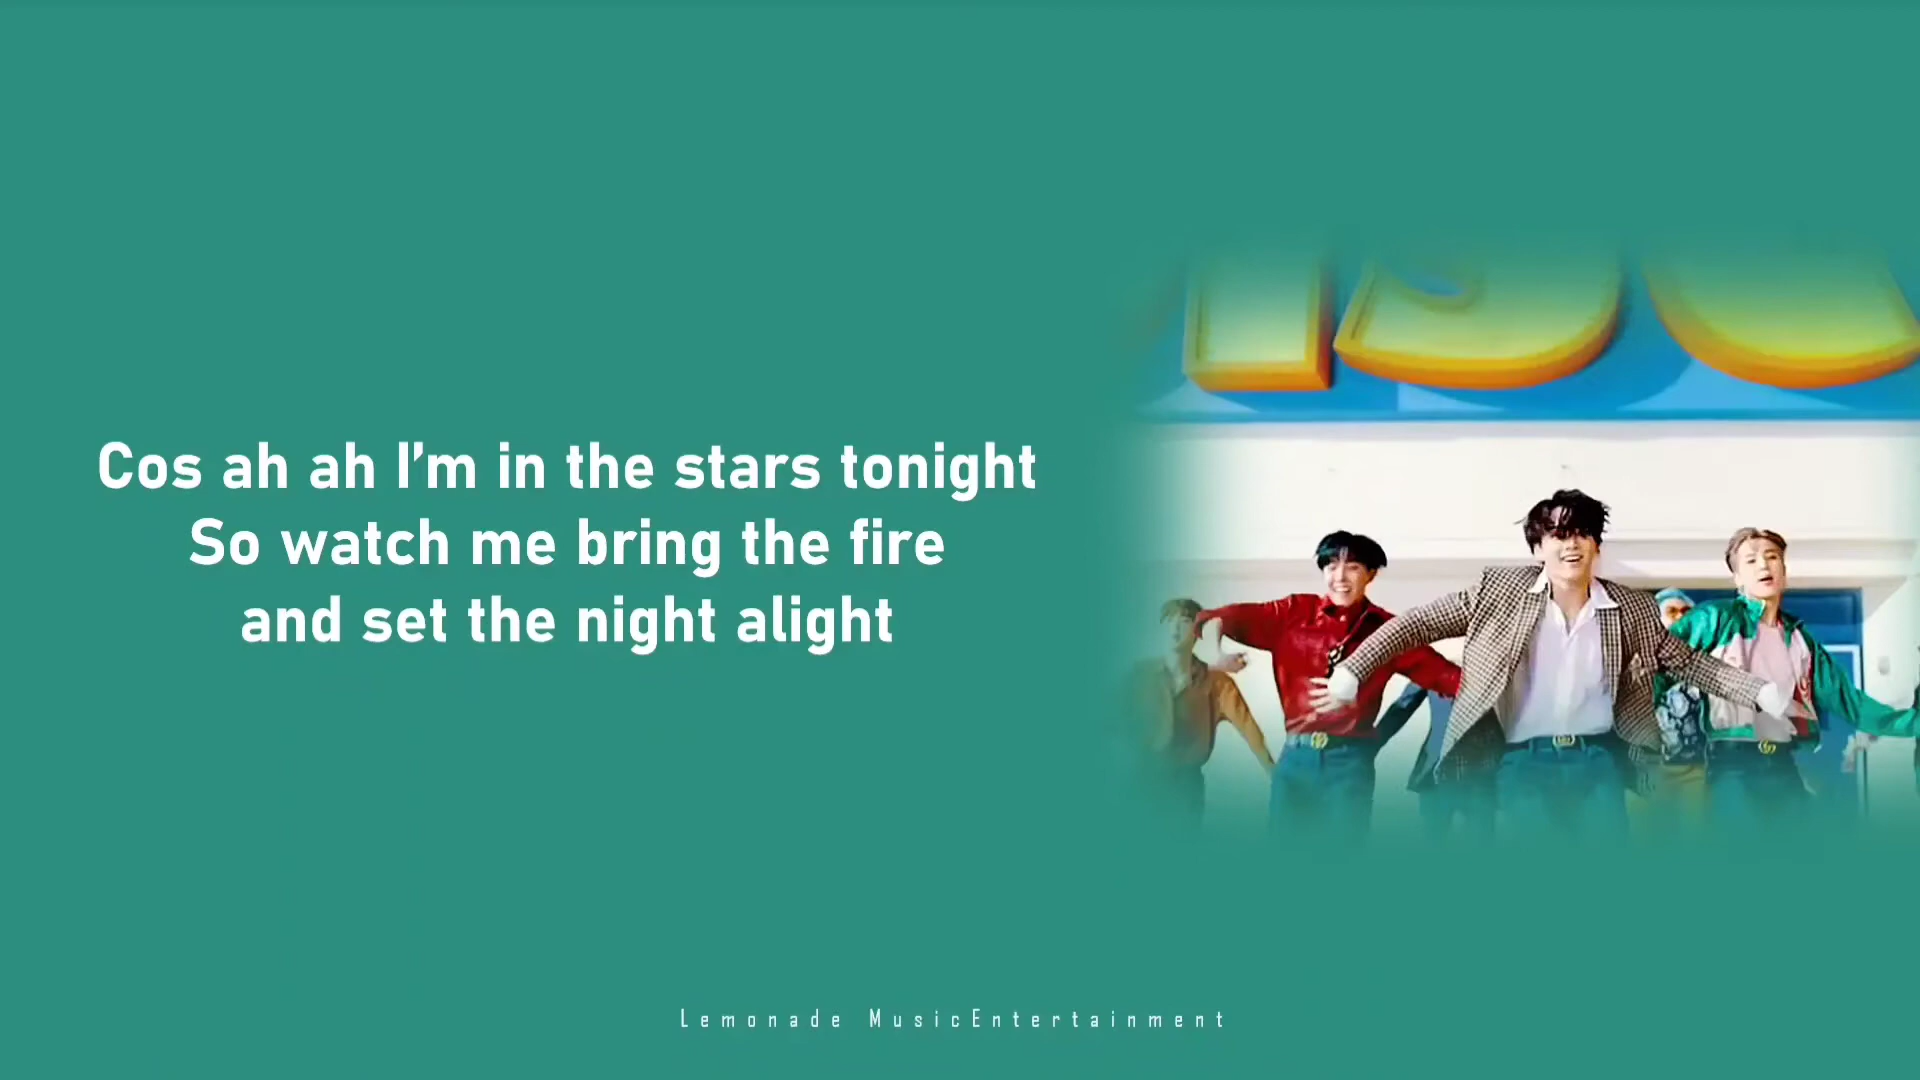 ISC
Cos ah ah I’m in the stars tonight
So watch me bring the fire
and set the night alight
Lemonade MusicEntertainment